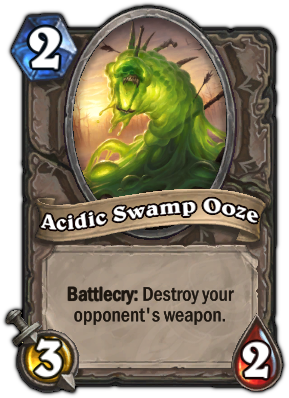 2
Acidic Swamp Ooze
Battlecry: Destroy your
opponent's weapon.
3
2